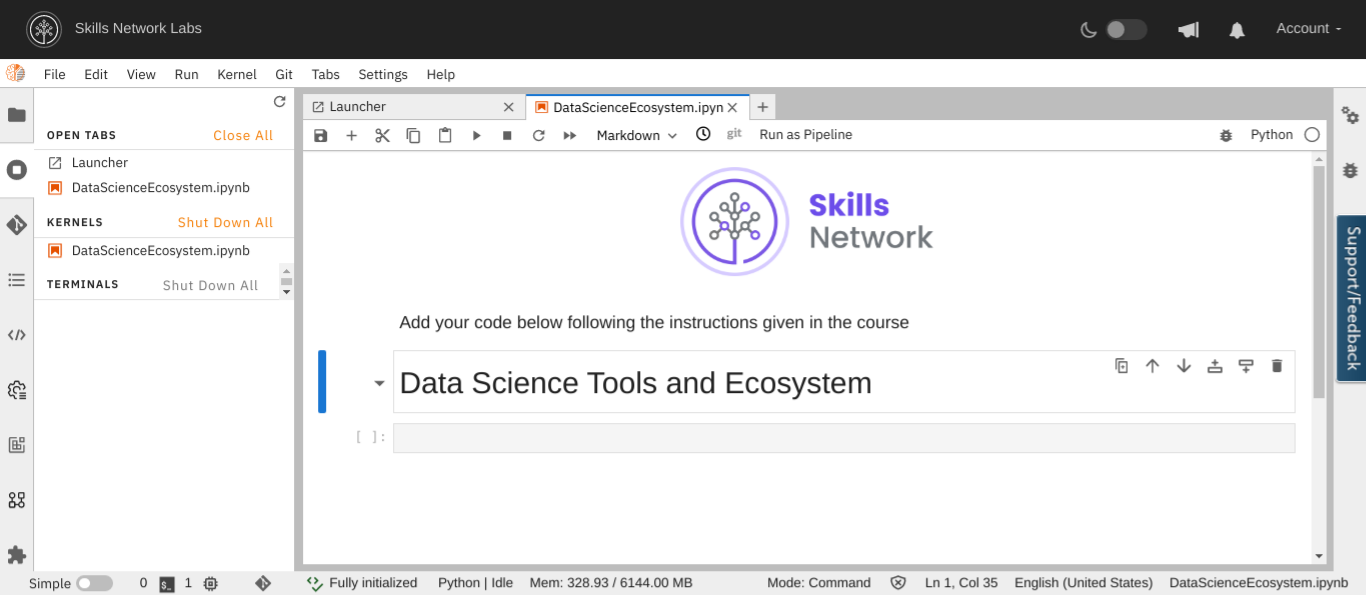 Skills Network Labs
Account
File Edit View Run Kernel Git Tabs Settings Help
OPEN TABS Close All
Launcher
DataScienceEcosystem.ipynb
KERNELS Shut Down All
DataScienceEcosystem.ipynb
TERMINALS Shut Down All
Launcher DataScienceEcosystem.ipyn
Markdown git Run as Pipeline Python
Skills
Network
Add your code below following the instructions given in the course
Data Science Tools and Ecosystem
[ ]:
Support/Feedback
Simple 0 $_ 1 Fully initialized Python | Idle Mem: 328.93 / 6144.00 MB Mode: Command Ln 1, Col 35 English (United States) DataScienceEcosystem.ipynb